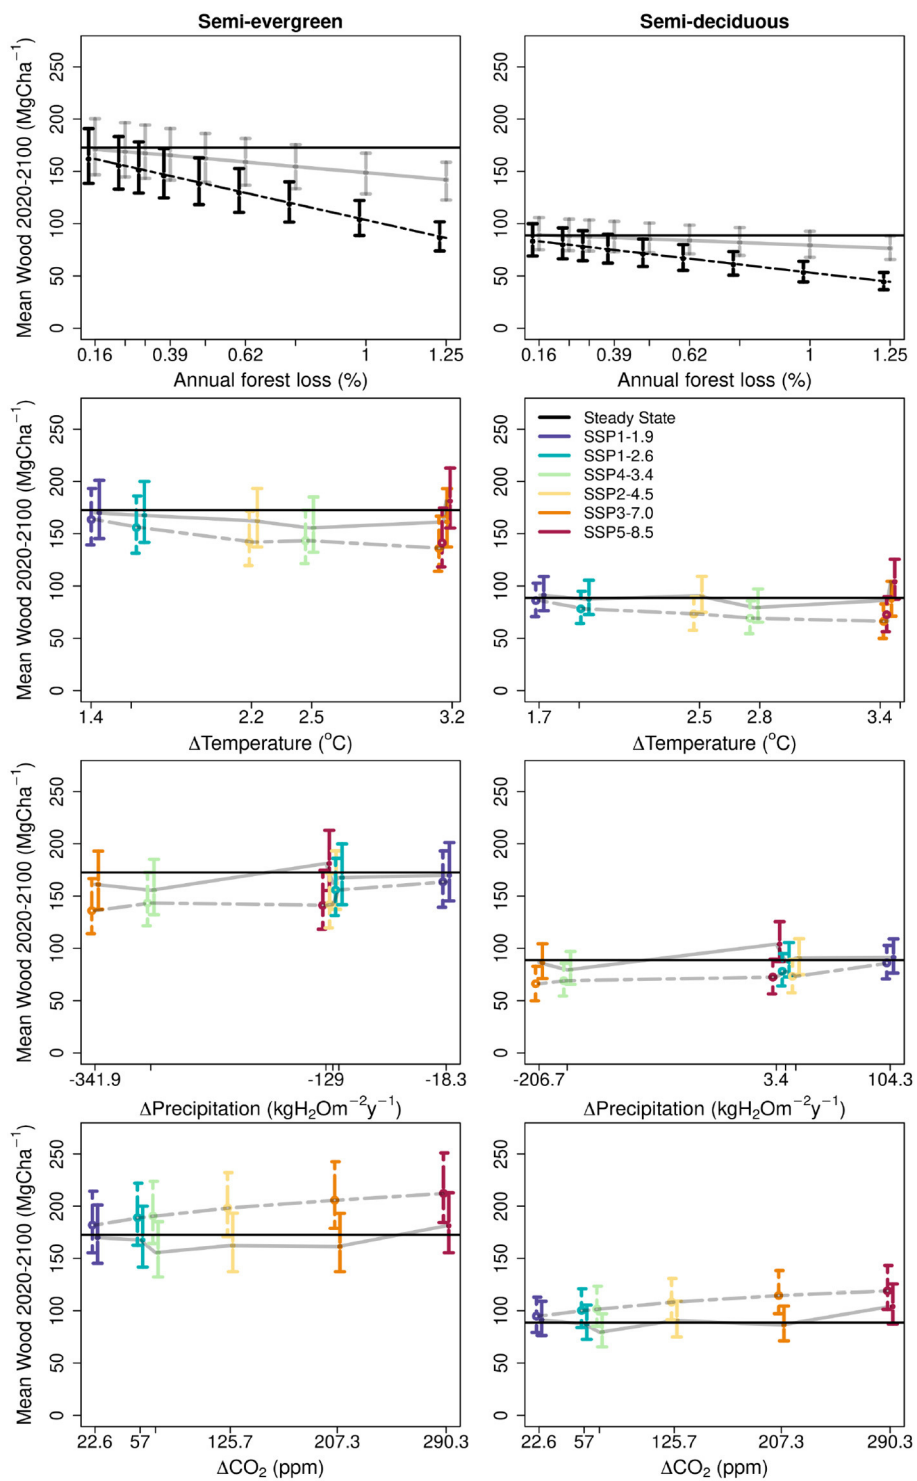 Semi-evergreen
Semi-deciduous
Mean Wood 2020-2100 (MgCha⁻¹)
250
200
150
100
50
0
250
200
150
100
50
0
0.16 0.39 0.62 1 1.25
0.16 0.39 0.62 1 1.25
Annual forest loss (%)
Annual forest loss (%)
Mean Wood 2020-2100 (MgCha⁻¹)
250
200
150
100
50
0
250
200
150
100
50
0
Steady State
SSP1-1.9
SSP1-2.6
SSP4-3.4
SSP2-4.5
SSP3-7.0
SSP5-8.5
1.4 2.2 2.5 3.2
1.7 2.5 2.8 3.4
ΔTemperature (°C)
ΔTemperature (°C)
Mean Wood 2020-2100 (MgCha⁻¹)
250
200
150
100
50
0
250
200
150
100
50
0
-341.9 -129 -18.3
-206.7 3.4 104.3
ΔPrecipitation (kgH₂Om⁻²y⁻¹)
ΔPrecipitation (kgH₂Om⁻²y⁻¹)
Mean Wood 2020-2100 (MgCha⁻¹)
250
200
150
100
50
0
250
200
150
100
50
0
22.6 57 125.7 207.3 290.3
22.6 57 125.7 207.3 290.3
ΔCO₂ (ppm)
ΔCO₂ (ppm)